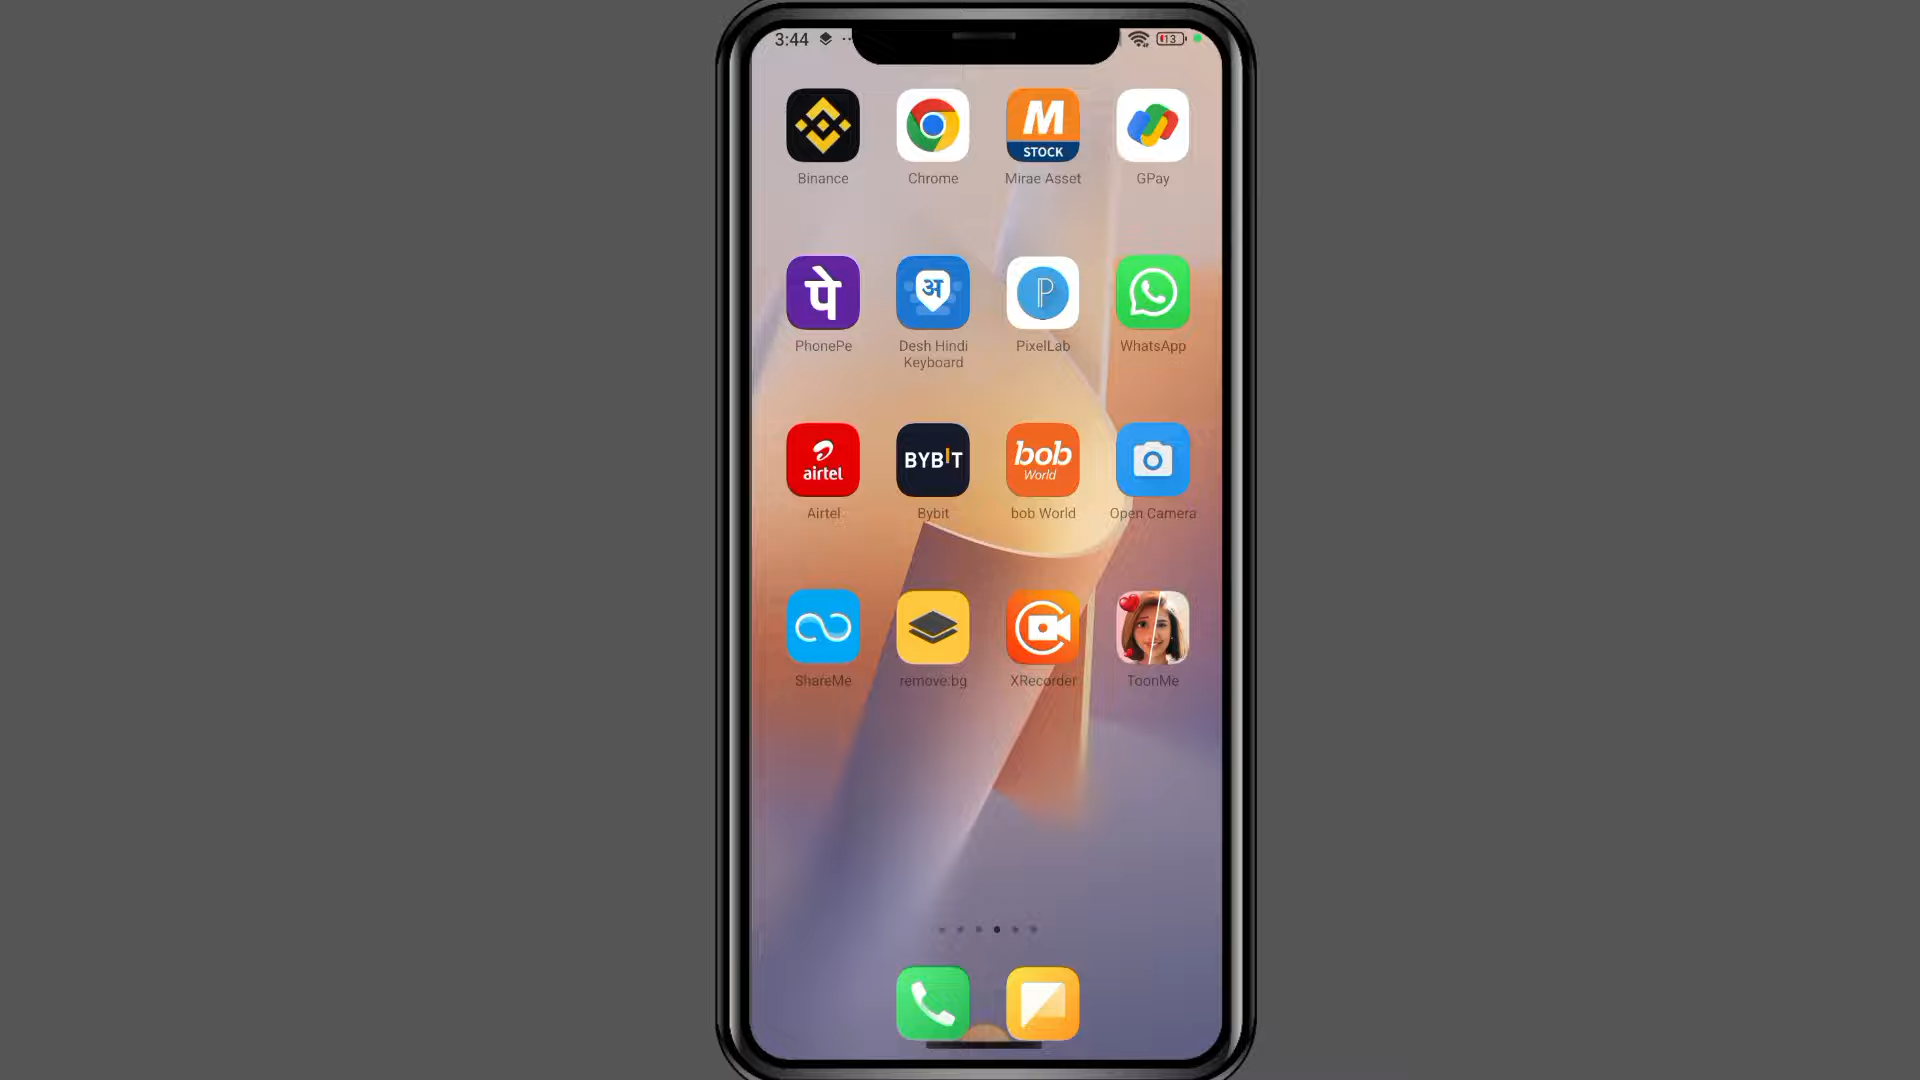 3:44
13
M
STOCK
Binance
Chrome
Mirae Asset
GPay
पे
अ
P
PhonePe
Desh Hindi
Keyboard
PixelLab
WhatsApp
airtel
BYBIT
bob
World
Airtel
Bybit
bob World
Open Camera
ShareMe
remove.bg
XRecorder
ToonMe